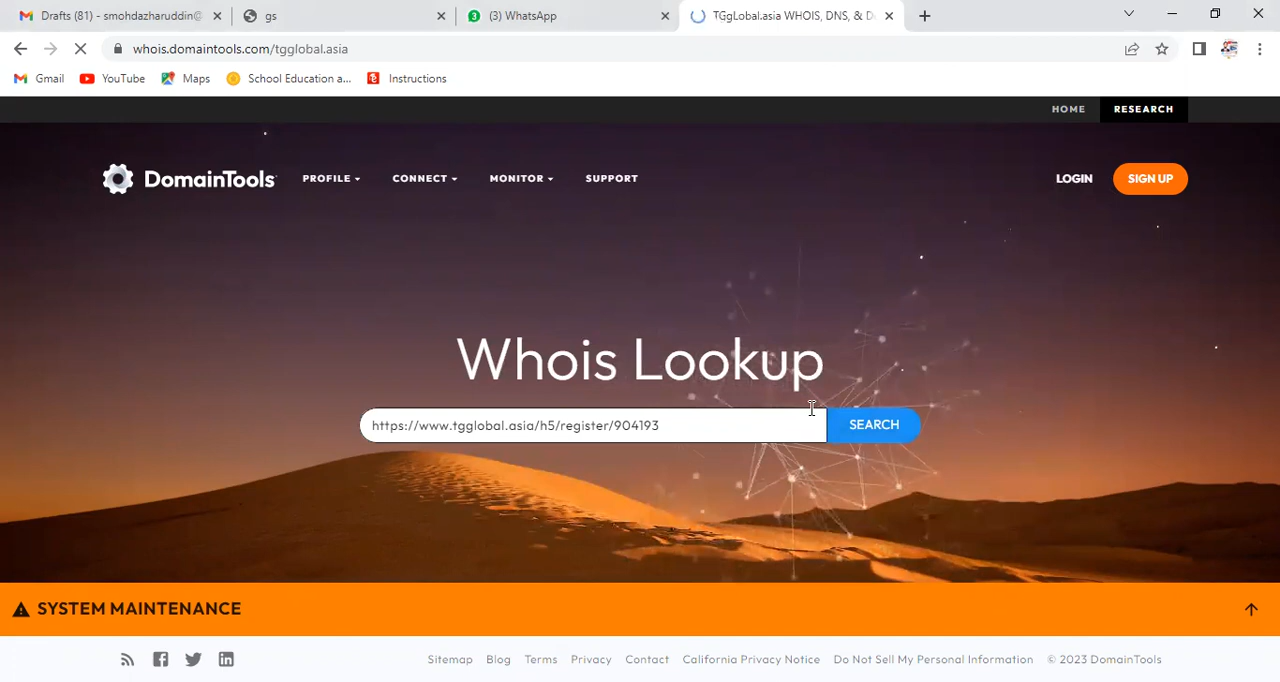 Drafts (81) - smohdazharuddin@
gs
(3) WhatsApp
TGgLobal.asia WHOIS, DNS, & D
whois.domaintools.com/tgglobal.asia
Gmail
YouTube
Maps
School Education a...
Instructions
HOME
RESEARCH
DomainTools
PROFILE
CONNECT
MONITOR
SUPPORT
LOGIN
SIGN UP
Whois Lookup
https://www.tgglobal.asia/h5/register/904193
SEARCH
SYSTEM MAINTENANCE
Sitemap
Blog
Terms
Privacy
Contact
California Privacy Notice
Do Not Sell My Personal Information
© 2023 DomainTools